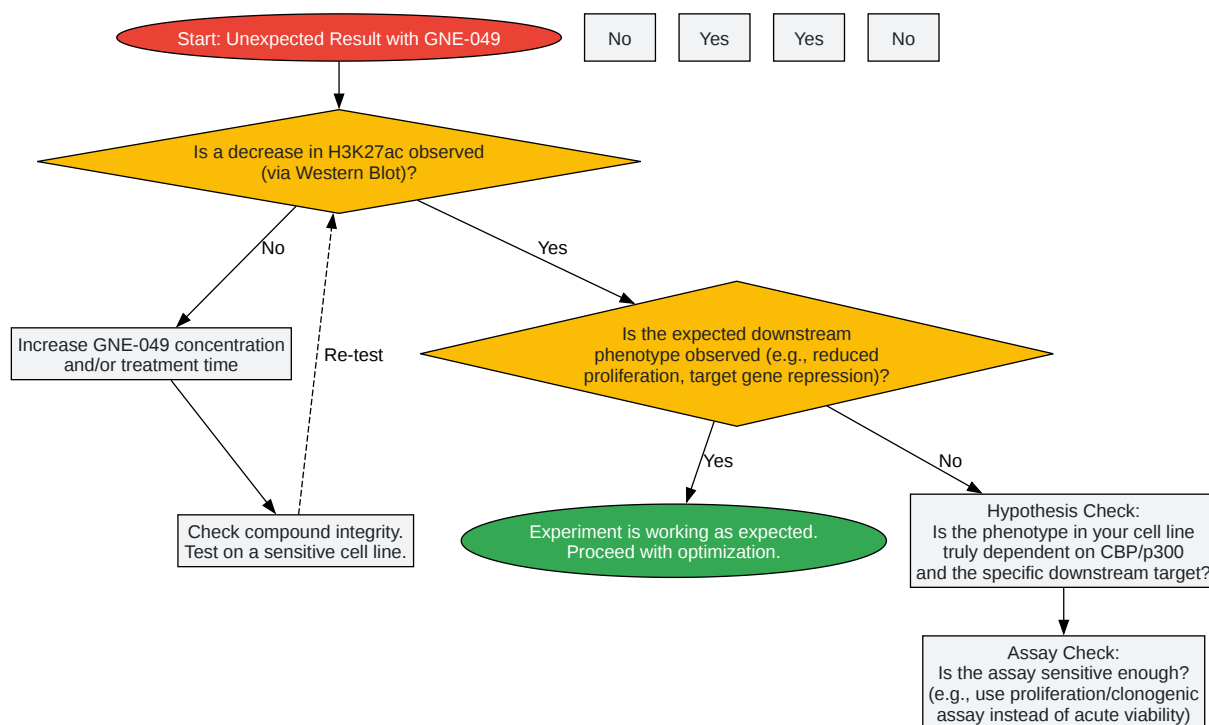 Start: Unexpected Result with GNE-049
No
Yes
Yes
No
Is a decrease in H3K27ac observed
(via Western Blot)?
No
Yes
Increase GNE-049 concentration
and/or treatment time
Re-test
Is the expected downstream
phenotype observed (e.g., reduced
proliferation, target gene repression)?
Yes
No
Check compound integrity.
Test on a sensitive cell line.
Experiment is working as expected.
Proceed with optimization.
Hypothesis Check:
Is the phenotype in your cell line
truly dependent on CBP/p300
and the specific downstream target?
Assay Check:
Is the assay sensitive enough?
(e.g., use proliferation/clonogenic
assay instead of acute viability)